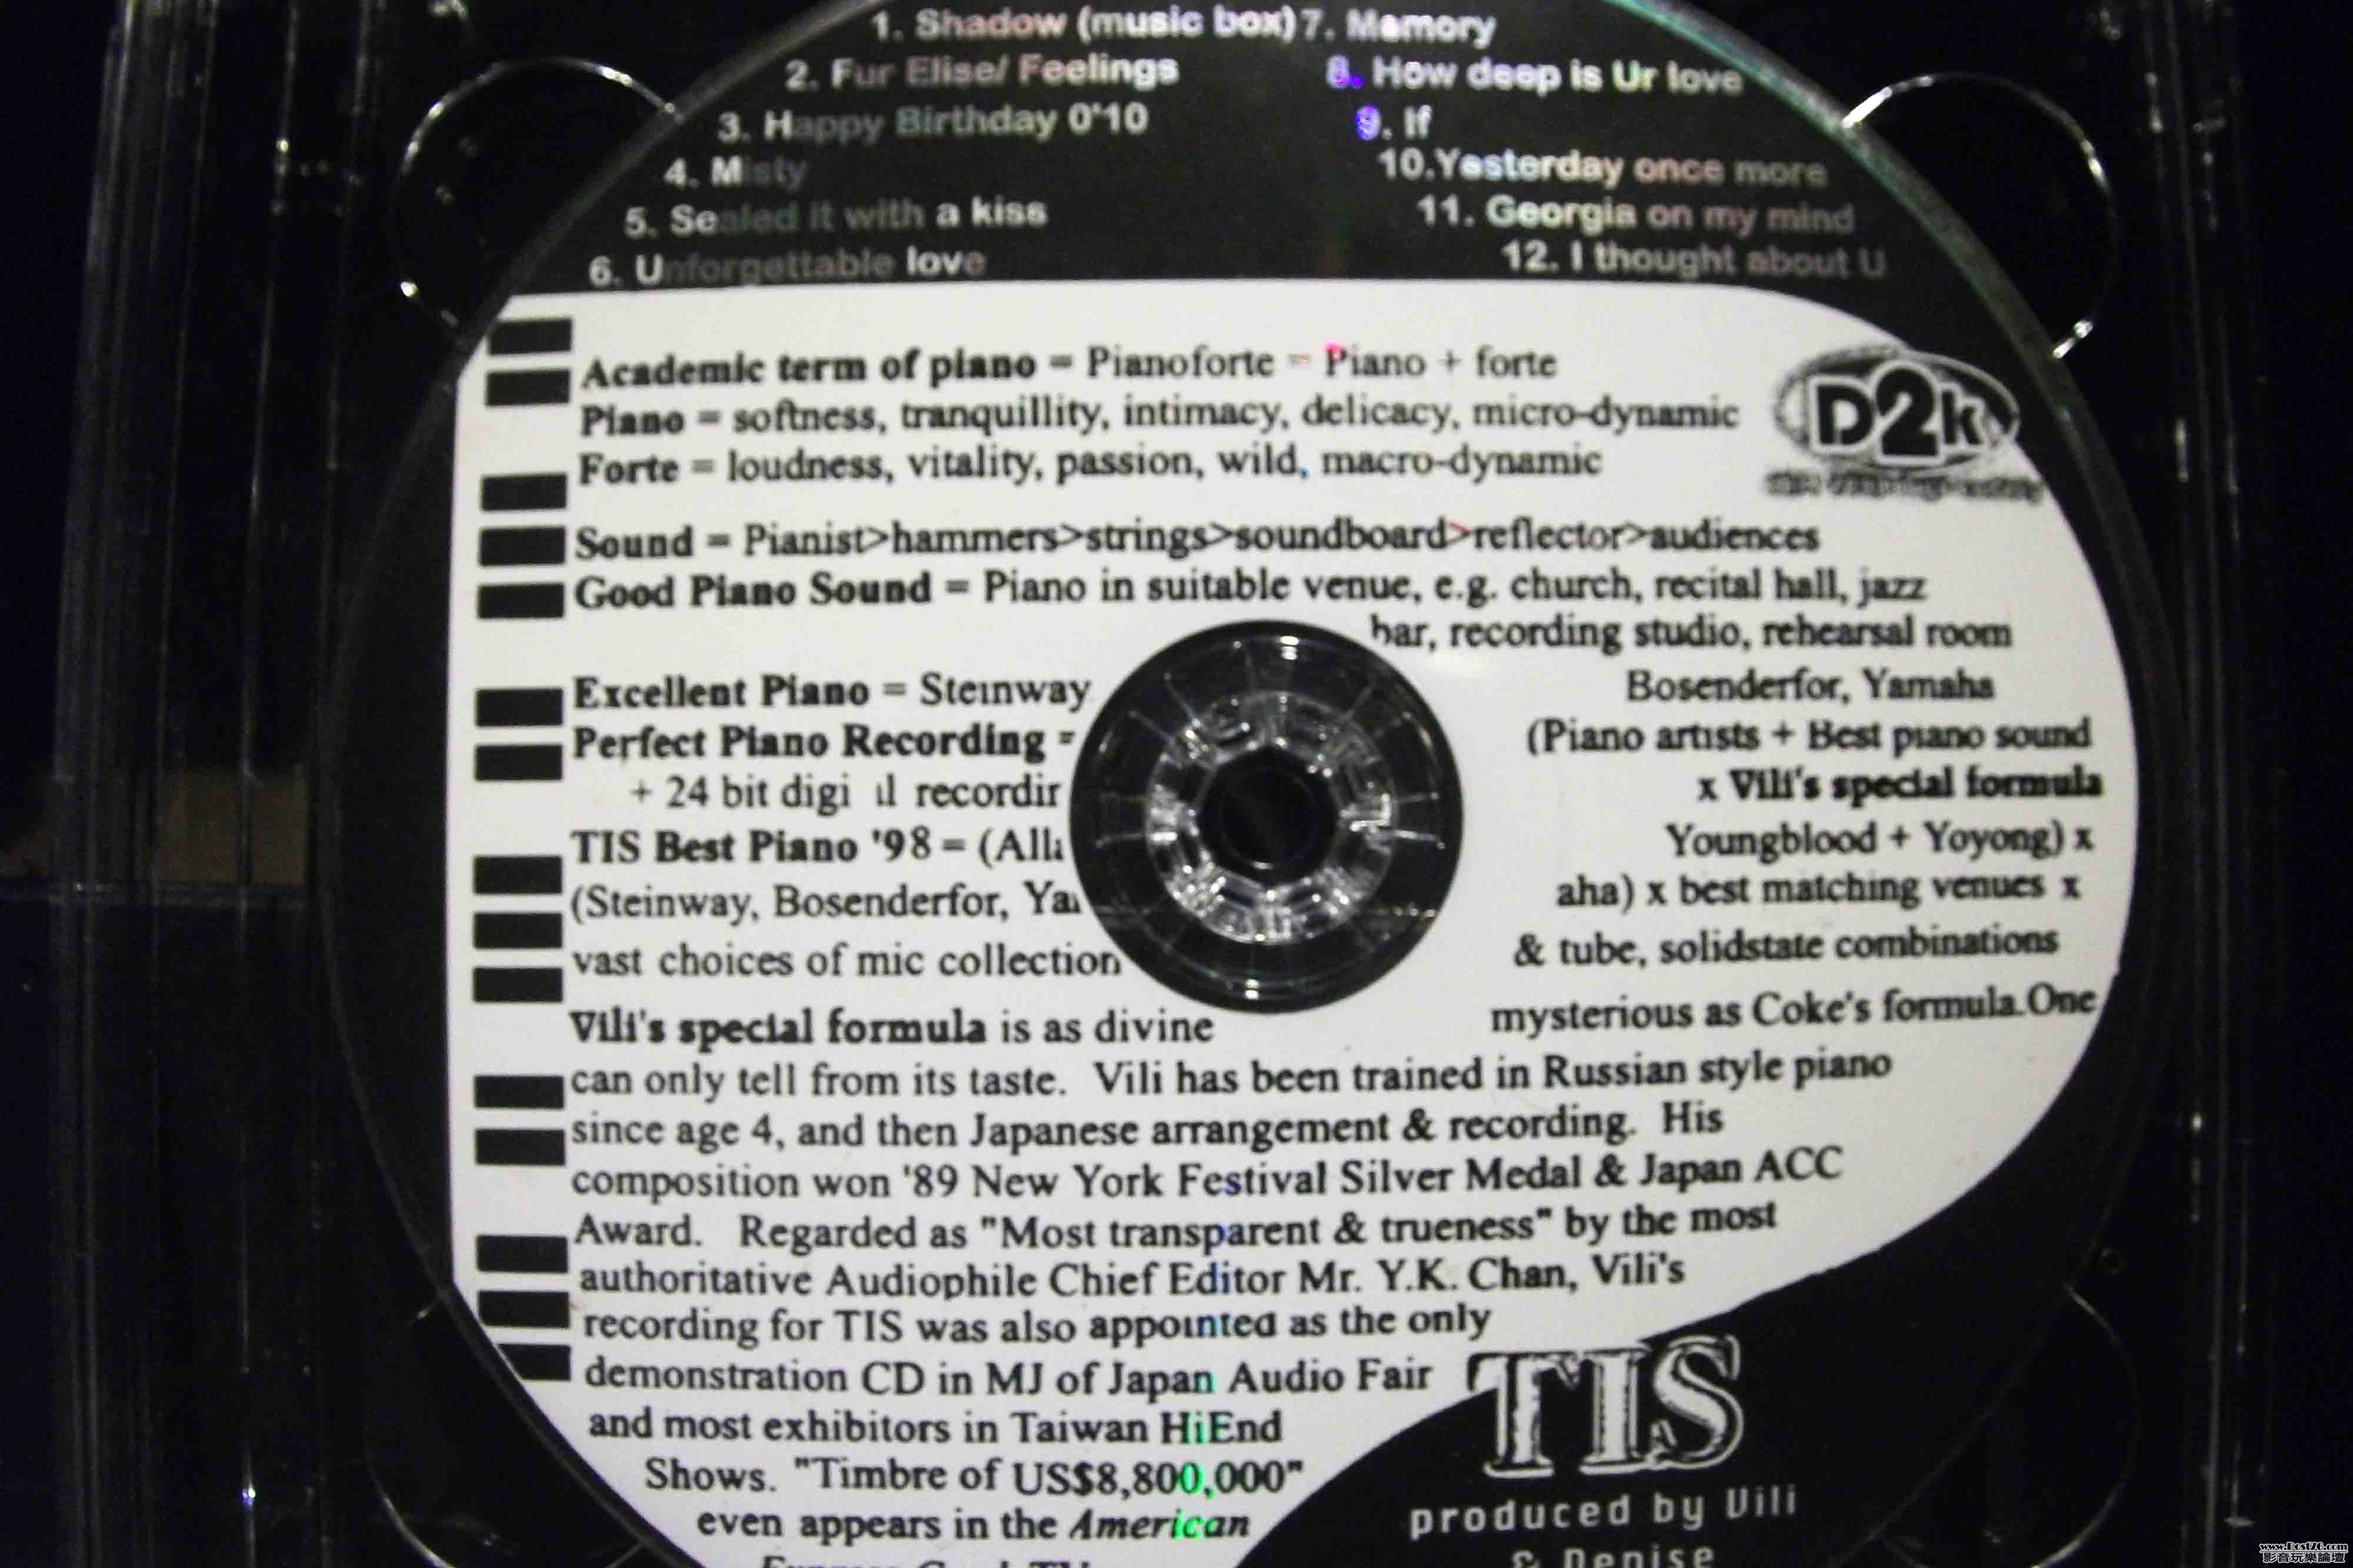 1. Shadow (music box)
2. Fur Elise/ Feelings
3. Happy Birthday 0'10
4. Misty
5. Sealed it with a kiss
6. Unforgettable love
7. Memory
8. How deep is Ur love
9. If
10.Yesterday once more
11. Georgia on my mind
12. I thought about U
D2k
Academic term of piano = Pianoforte = Piano + forte
Piano = softness, tranquillity, intimacy, delicacy, micro-dynamic
Forte = loudness, vitality, passion, wild, macro-dynamic
Sound = Pianist>hammers>strings>soundboard>reflector>audiences
Good Piano Sound = Piano in suitable venue, e.g. church, recital hall, jazz
bar, recording studio, rehearsal room
Excellent Piano = Steinway Bosenderfor, Yamaha
Perfect Piano Recording = (Piano artists + Best piano sound
+ 24 bit x Vili's special formula
TIS Best Piano '98 = Youngblood + Yoyong) x
(Steinway, Bosenderfor, aha) x best matching venues x
vast choices of mic collection & tube, solidstate combinations
Vili's special formula is as divine mysterious as Coke's formula.One
can only tell from its taste. Vili has been trained in Russian style piano
since age 4, and then Japanese arrangement & recording. His
composition won '89 New York Festival Silver Medal & Japan ACC
Award. Regarded as "Most transparent & trueness" by the most
authoritative Audiophile Chief Editor Mr. Y.K. Chan, Vili's
recording for TIS was also appointed as the only
demonstration CD in MJ of Japan Audio Fair
and most exhibitors in Taiwan HiEnd
Shows. "Timbre of US$8,800,000"
even appears in the American
TIS
produced by Vili
& Denise
www.Post76.com
影音玩樂論壇